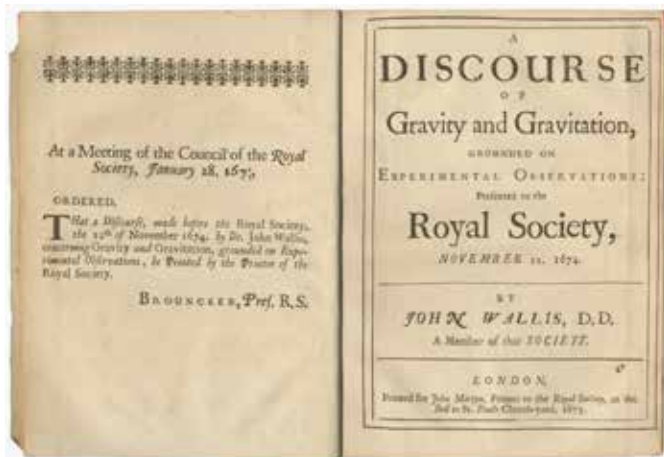 At a Meeting of the Council of the Royal
Society, January 28.
ORDERED,
THat a Discourse, made before the Royal Society,
the 12th of November 1674. by Dr. John Wallis,
concerning Gravity and Gravitation, grounded on Expe-
rimental Observations, be Printed by the Printer of the
Royal Society.
BROUNCKER, Pres. R.S.
A
DISCOURSE
OF
Gravity and Gravitation,
GROUNDED ON
EXPERIMENTAL OBSERVATIONS:
Presented to the
Royal Society,
NOVEMBER 12. 1674.
BY
JOHN WALLIS, D.D.
A Member of that SOCIETY.
LONDON,
Printed for John Martyn, Printer to the Royal Society, at the
Bell in St. Pauls Church-yard, 1675.